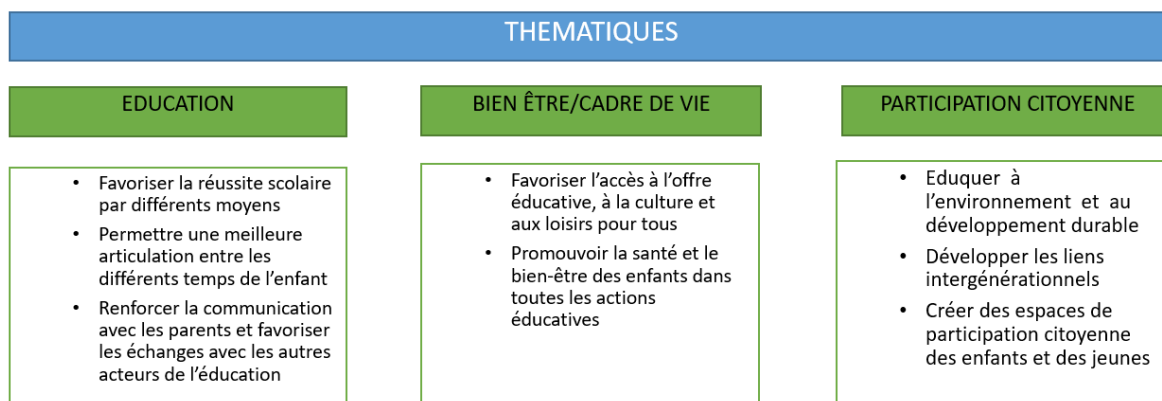 THEMATIQUES
EDUCATION
• Favoriser la réussite scolaire
par différents moyens
• Permettre une meilleure
articulation entre les
différents temps de l'enfant
• Renforcer la communication
avec les parents et favoriser
les échanges avec les autres
acteurs de l'éducation
BIEN ÊTRE/CADRE DE VIE
• Favoriser l'accès à l'offre
éducative, à la culture et
aux loisirs pour tous
• Promouvoir la santé et le
bien-être des enfants dans
toutes les actions
éducatives
PARTICIPATION CITOYENNE
• Eduquer à
l'environnement et au
développement durable
• Développer les liens
intergénérationnels
• Créer des espaces de
participation citoyenne
des enfants et des jeunes